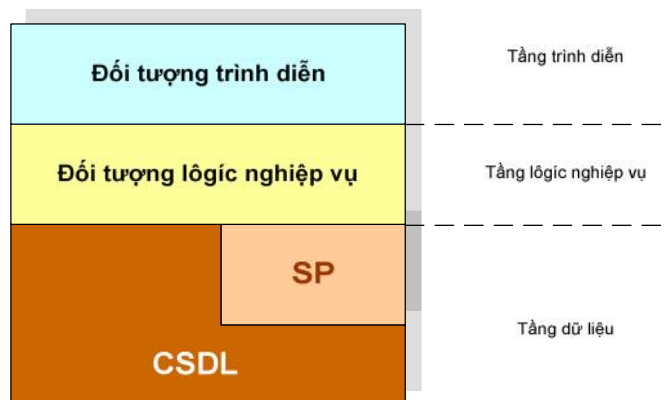 Đối tượng trình diễn
Tầng trình diễn
Đối tượng lôgíc nghiệp vụ
Tầng lôgíc nghiệp vụ
SP
Tầng dữ liệu
CSDL